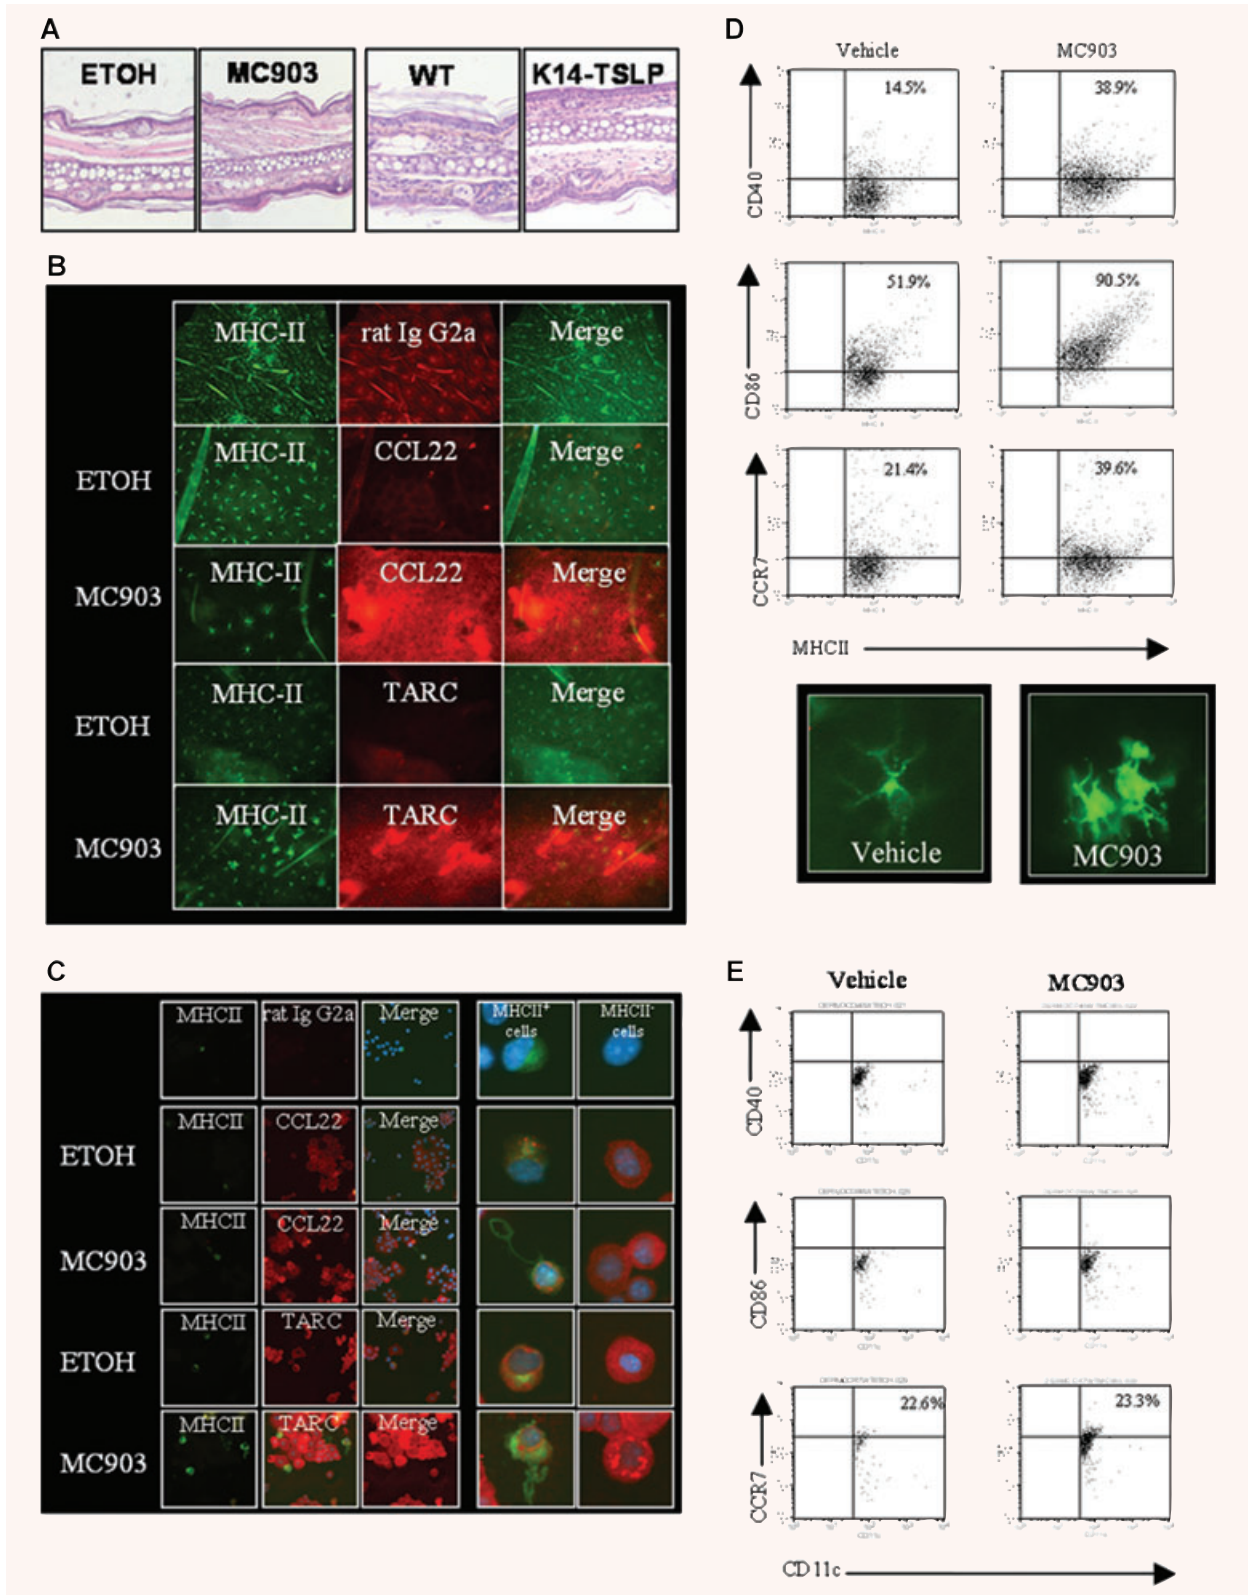 A
ETOH
MC903
WT
K14-TSLP
B
MHC-II
rat Ig G2a
Merge
ETOH
MHC-II
CCL22
Merge
MC903
MHC-II
CCL22
Merge
ETOH
MHC-II
TARC
Merge
MC903
MHC-II
TARC
Merge
C
MHCII
rat Ig G2a
Merge
MHCII+
cells
MHCII-
cells
ETOH
MHCII
CCL22
Merge
MC903
MHCII
CCL22
Merge
ETOH
MHCII
TARC
Merge
MC903
MHCII
TARC
Merge
D
Vehicle
MC903
CD40
14.5%
38.9%
CD86
51.9%
90.5%
CCR7
21.4%
39.6%
MHCII
Vehicle
MC903
E
Vehicle
MC903
CD40
CD86
CCR7
22.6%
23.3%
CD11c